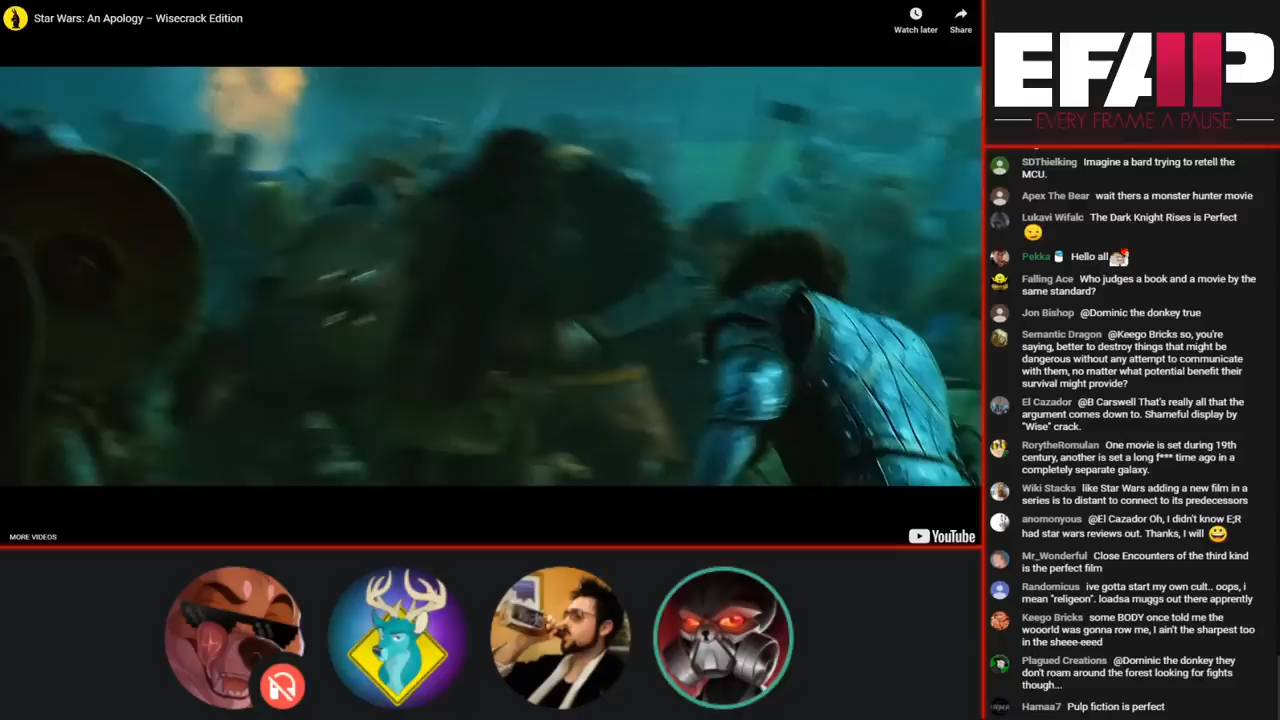 Star Wars: An Apology – Wisecrack Edition
Watch later
Share
MORE VIDEOS
YouTube
EFAP
EVERY FRAME A PAUSE
SDThielking Imagine a bard trying to retell the
MCU.
Apex The Bear wait thers a monster hunter movie
Lukavi Wifalc The Dark Knight Rises is Perfect
Pekka Hello all
Falling Ace Who judges a book and a movie by the
same standard?
Jon Bishop @Dominic the donkey true
Semantic Dragon @Keego Bricks so, you're
saying, better to destroy things that might be
dangerous without any attempt to communicate
with them, no matter what potential benefit their
survival might provide?
El Cazador @B Carswell That's really all that the
argument comes down to. Shameful display by
"Wise" crack.
RorytheRomulan One movie is set during 19th
century, another is set a long f*** time ago in a
completely separate galaxy.
Wiki Stacks like Star Wars adding a new film in a
series is to distant to connect to its predecessors
anomonyous @El Cazador Oh, I didn't know E;R
had star wars reviews out. Thanks, I will
Mr_Wonderful Close Encounters of the third kind
is the perfect film
Randomicus ive gotta start my own cult.. oops, i
mean "religeon". loadsa muggs out there apprently
Keego Bricks some BODY once told me the
wooorld was gonna row me, I ain't the sharpest too
in the sheee-eeed
Plagued Creations @Dominic the donkey they
don't roam around the forest looking for fights
though...
Hamaa7 Pulp fiction is perfect